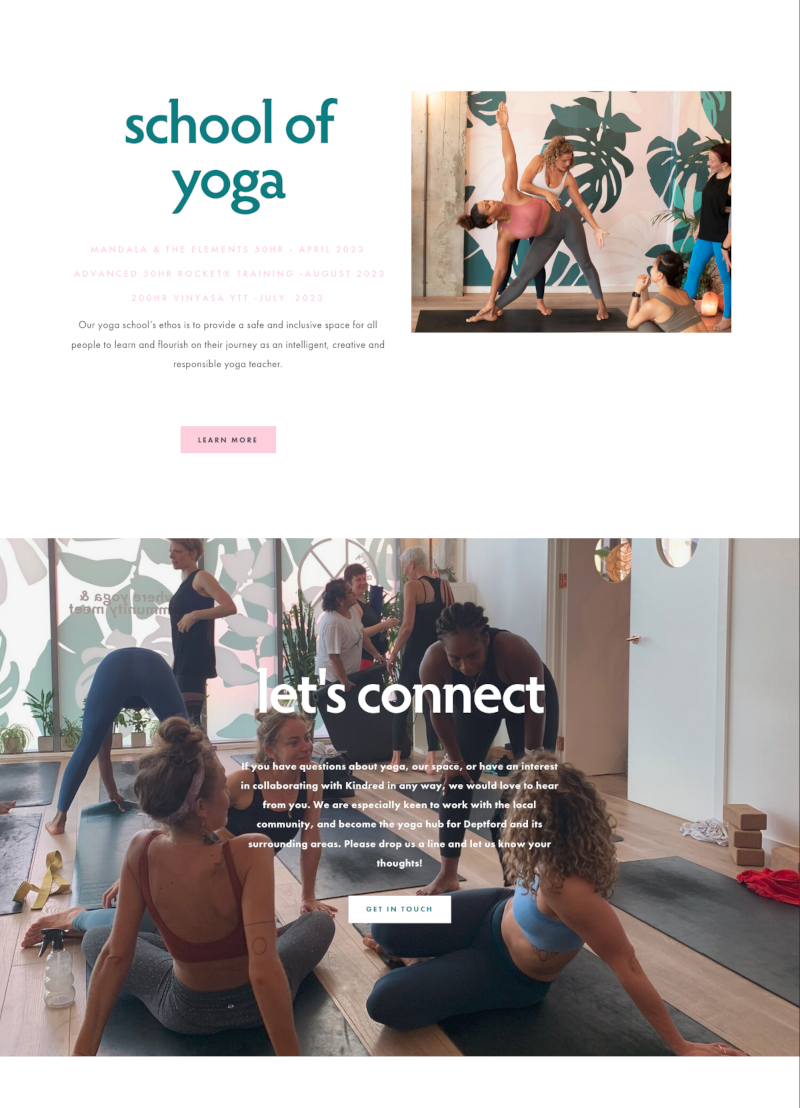 school of
yoga
MANDALA & THE ELEMENTS 50HR - APRIL 2023
ADVANCED 50HR ROCKET® TRAINING -AUGUST 2023
200HR VINYASA YTT -JULY 2023
Our yoga school's ethos is to provide a safe and inclusive space for all
people to learn and flourish on their journey as an intelligent, creative and
responsible yoga teacher.
LEARN MORE
where yoga &
community meet
let's connect
If you have questions about yoga, our space, or have an interest
in collaborating with Kindred in any way, we would love to hear
from you. We are especially keen to work with the local
community, and become the yoga hub for Deptford and its
surrounding areas. Please drop us a line and let us know your
thoughts!
GET IN TOUCH